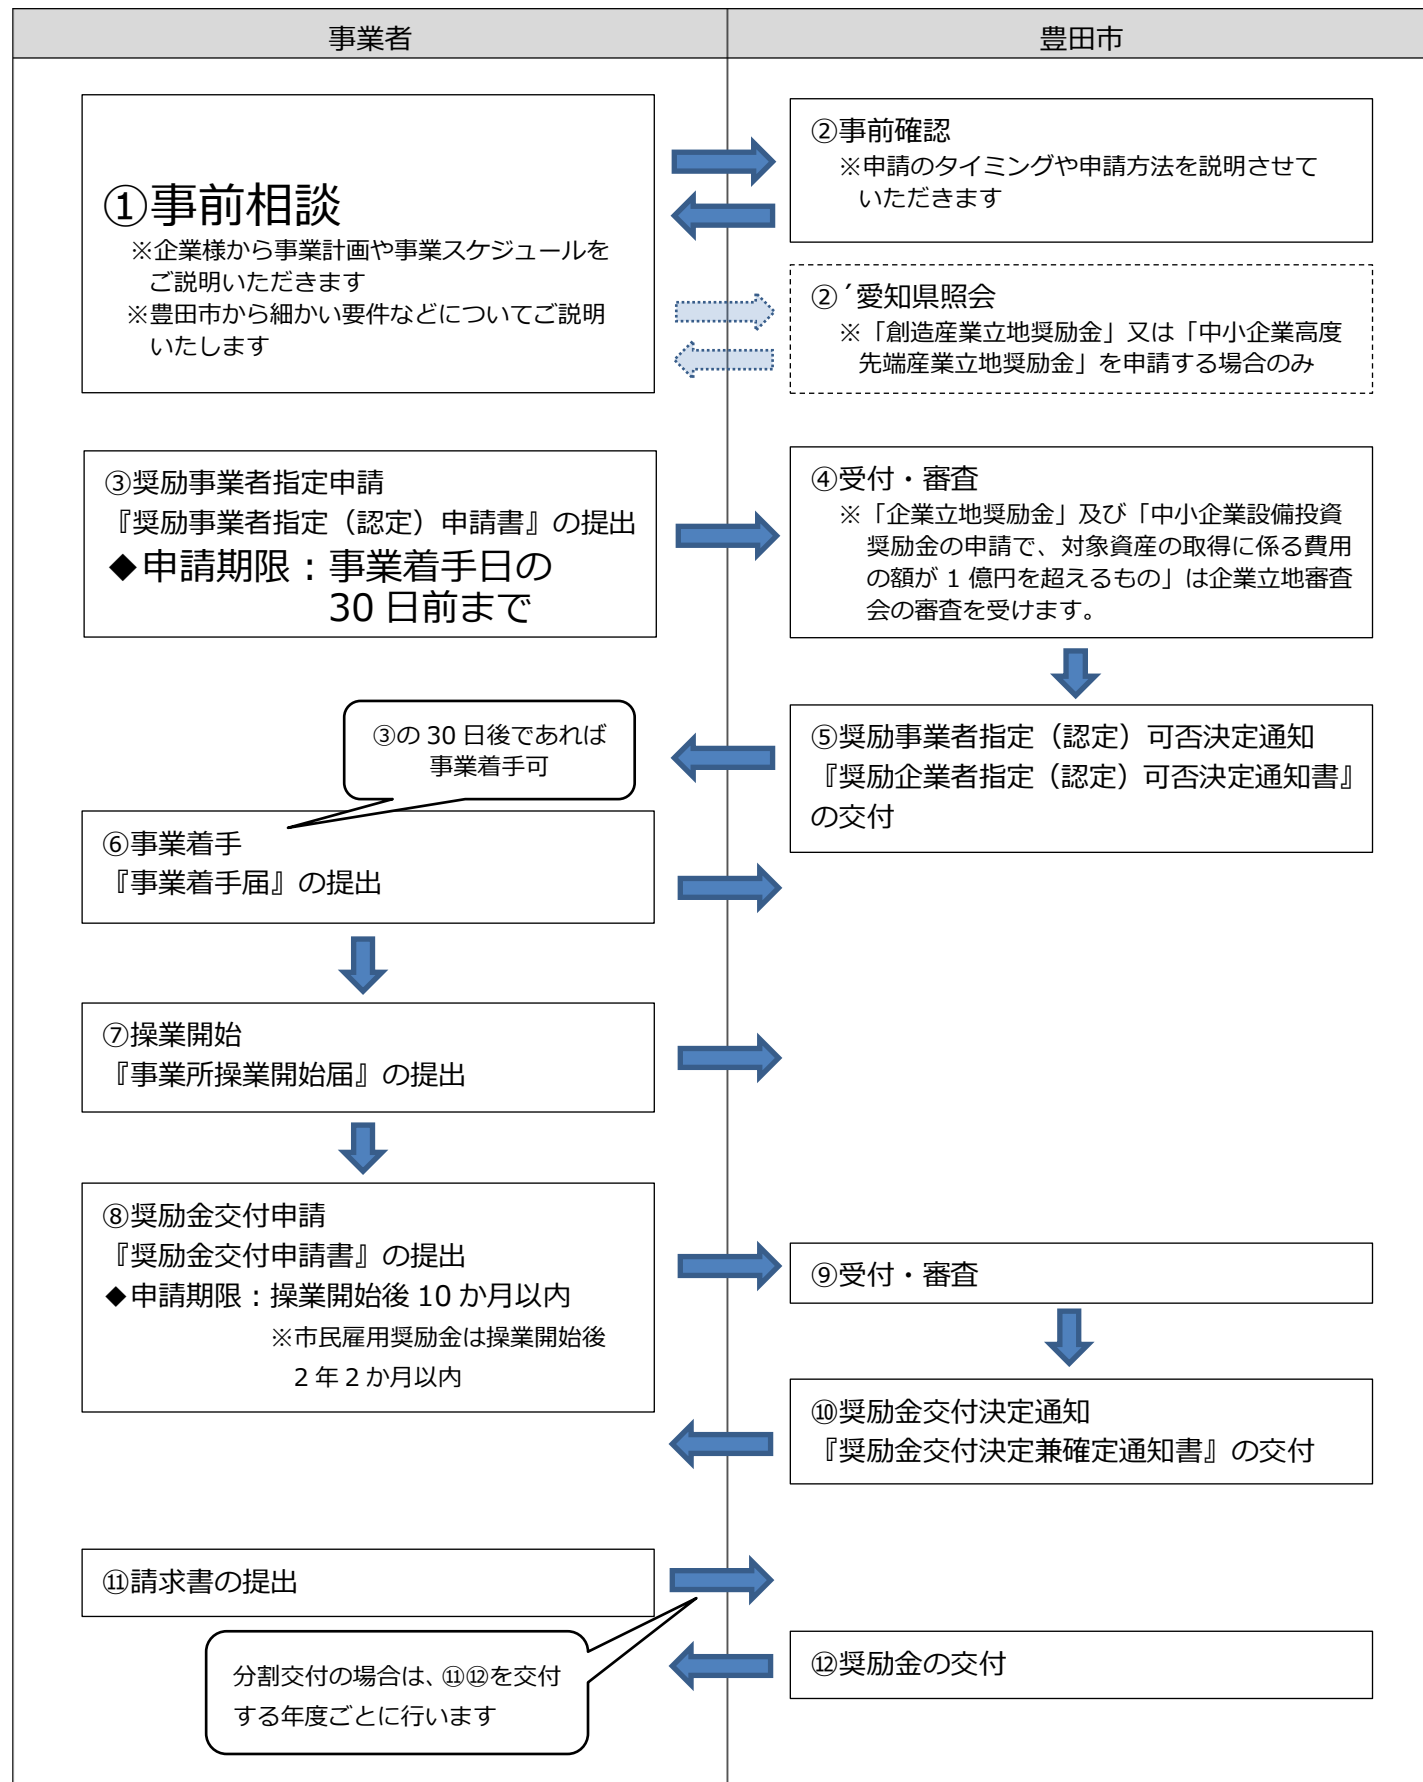 事業者
豊田市
①事前相談
※企業様から事業計画や事業スケジュールを
ご説明いただきます
※豊田市から細かい要件などについてご説明
いたします
②事前確認
※申請のタイミングや申請方法を説明させて
いただきます
②´愛知県照会
※「創造産業立地奨励金」又は「中小企業高度
先端産業立地奨励金」を申請する場合のみ
③奨励事業者指定申請
『奨励事業者指定（認定）申請書』の提出
◆申請期限：事業着手日の
30 日前まで
④受付・審査
※「企業立地奨励金」及び「中小企業設備投資
奨励金の申請で、対象資産の取得に係る費用
の額が 1 億円を超えるもの」は企業立地審査
会の審査を受けます。
⑤奨励事業者指定（認定）可否決定通知
『奨励企業者指定（認定）可否決定通知書』
の交付
③の 30 日後であれば
事業着手可
⑥事業着手
『事業着手届』の提出
⑦操業開始
『事業所操業開始届』の提出
⑧奨励金交付申請
『奨励金交付申請書』の提出
◆申請期限：操業開始後 10 か月以内
※市民雇用奨励金は操業開始後
2 年 2 か月以内
⑨受付・審査
⑩奨励金交付決定通知
『奨励金交付決定兼確定通知書』の交付
⑪請求書の提出
分割交付の場合は、⑪⑫を交付
する年度ごとに行います
⑫奨励金の交付